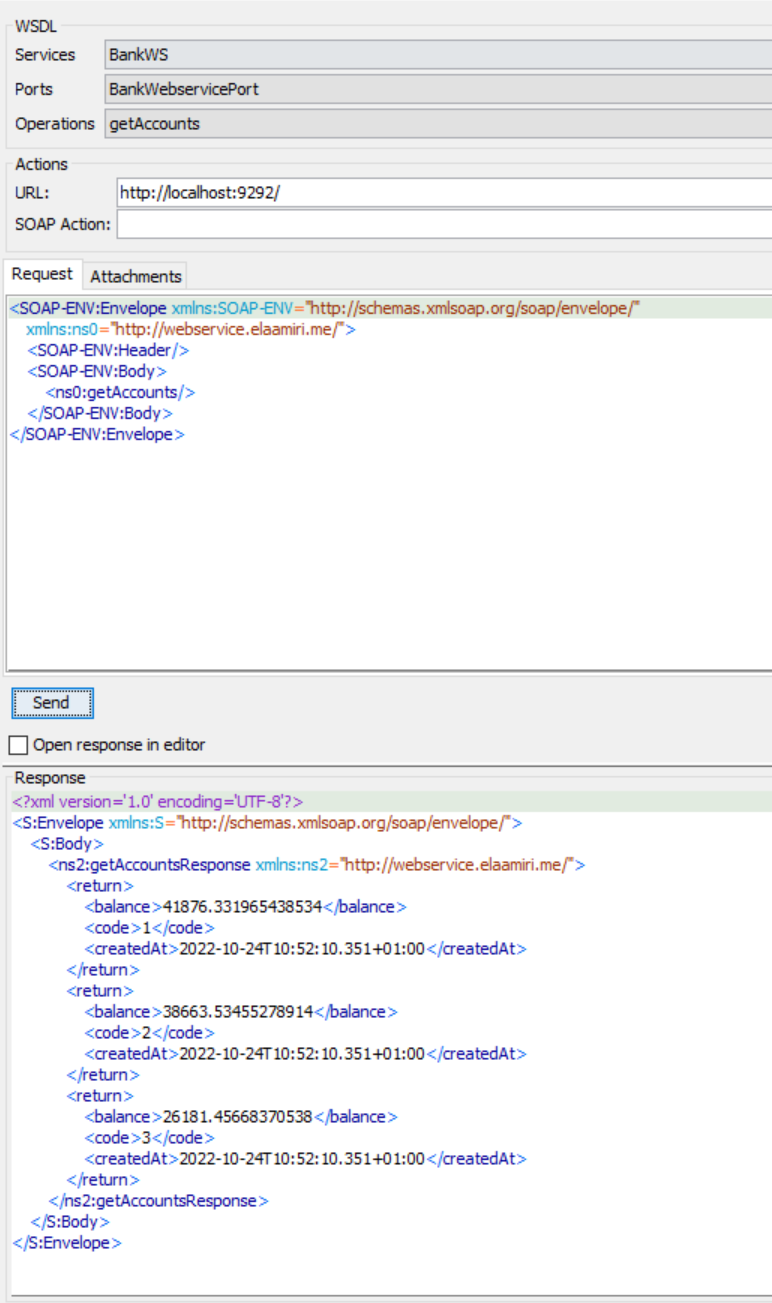 WSDL
Services BankWS
Ports BankWebservicePort
Operations getAccounts
Actions
URL: http://localhost:9292/
SOAP Action:
Request Attachments
<SOAP-ENV:Envelope xmlns:SOAP-ENV="http://schemas.xmlsoap.org/soap/envelope/"
xmlns:ns0="http://webservice.elaamiri.me/">
<SOAP-ENV:Header/>
<SOAP-ENV:Body>
<ns0:getAccounts/>
</SOAP-ENV:Body>
</SOAP-ENV:Envelope>
Send
Open response in editor
Response
<?xml version='1.0' encoding='UTF-8'?>
<S:Envelope xmlns:S="http://schemas.xmlsoap.org/soap/envelope/">
<S:Body>
<ns2:getAccountsResponse xmlns:ns2="http://webservice.elaamiri.me/">
<return>
<balance>41876.331965438534</balance>
<code>1</code>
<createdAt>2022-10-24T10:52:10.351+01:00</createdAt>
</return>
<return>
<balance>38663.53455278914</balance>
<code>2</code>
<createdAt>2022-10-24T10:52:10.351+01:00</createdAt>
</return>
<return>
<balance>26181.45668370538</balance>
<code>3</code>
<createdAt>2022-10-24T10:52:10.351+01:00</createdAt>
</return>
</ns2:getAccountsResponse>
</S:Body>
</S:Envelope>